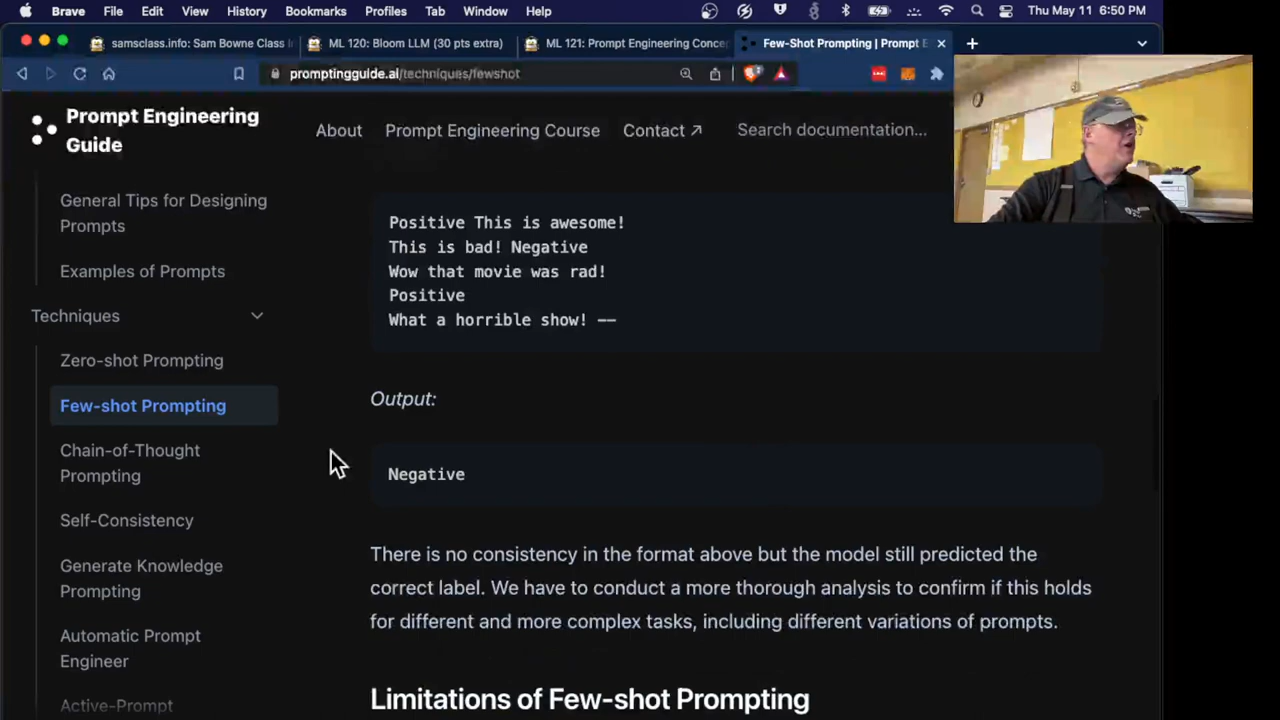 Brave File Edit View History Bookmarks Profiles Tab Window Help Thu May 11 6:50 PM
samsclass.info: Sam Bowne Class ML 120: Bloom LLM (30 pts extra) ML 121: Prompt Engineering Conce Few-Shot Prompting | Prompt E
promptingguide.ai/techniques/fewshot
Prompt Engineering
Guide
About Prompt Engineering Course Contact ↗ Search documentation...
General Tips for Designing
Prompts
Examples of Prompts
Techniques
Zero-shot Prompting
Few-shot Prompting
Chain-of-Thought
Prompting
Self-Consistency
Generate Knowledge
Prompting
Automatic Prompt
Engineer
Active-Prompt
Positive This is awesome!
This is bad! Negative
Wow that movie was rad!
Positive
What a horrible show! --
Output:
Negative
There is no consistency in the format above but the model still predicted the
correct label. We have to conduct a more thorough analysis to confirm if this holds
for different and more complex tasks, including different variations of prompts.
Limitations of Few-shot Prompting